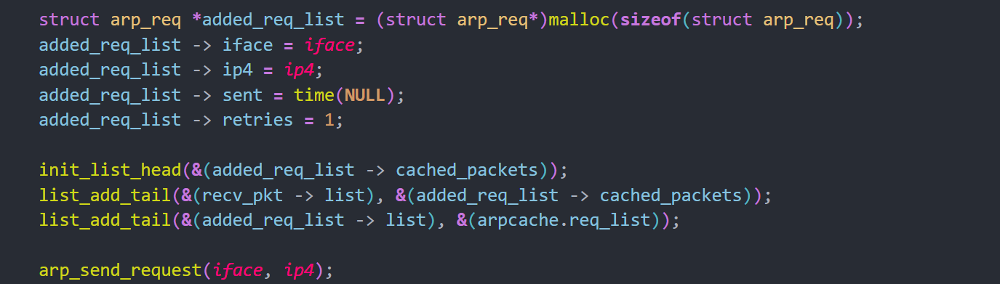 struct arp_req *added_req_list = (struct arp_req*)malloc(sizeof(struct arp_req));
added_req_list -> iface = iface;
added_req_list -> ip4 = ip4;
added_req_list -> sent = time(NULL);
added_req_list -> retries = 1;
init_list_head(&(added_req_list -> cached_packets));
list_add_tail(&(recv_pkt -> list), &(added_req_list -> cached_packets));
list_add_tail(&(added_req_list -> list), &(arpcache.req_list));
arp_send_request(iface, ip4);